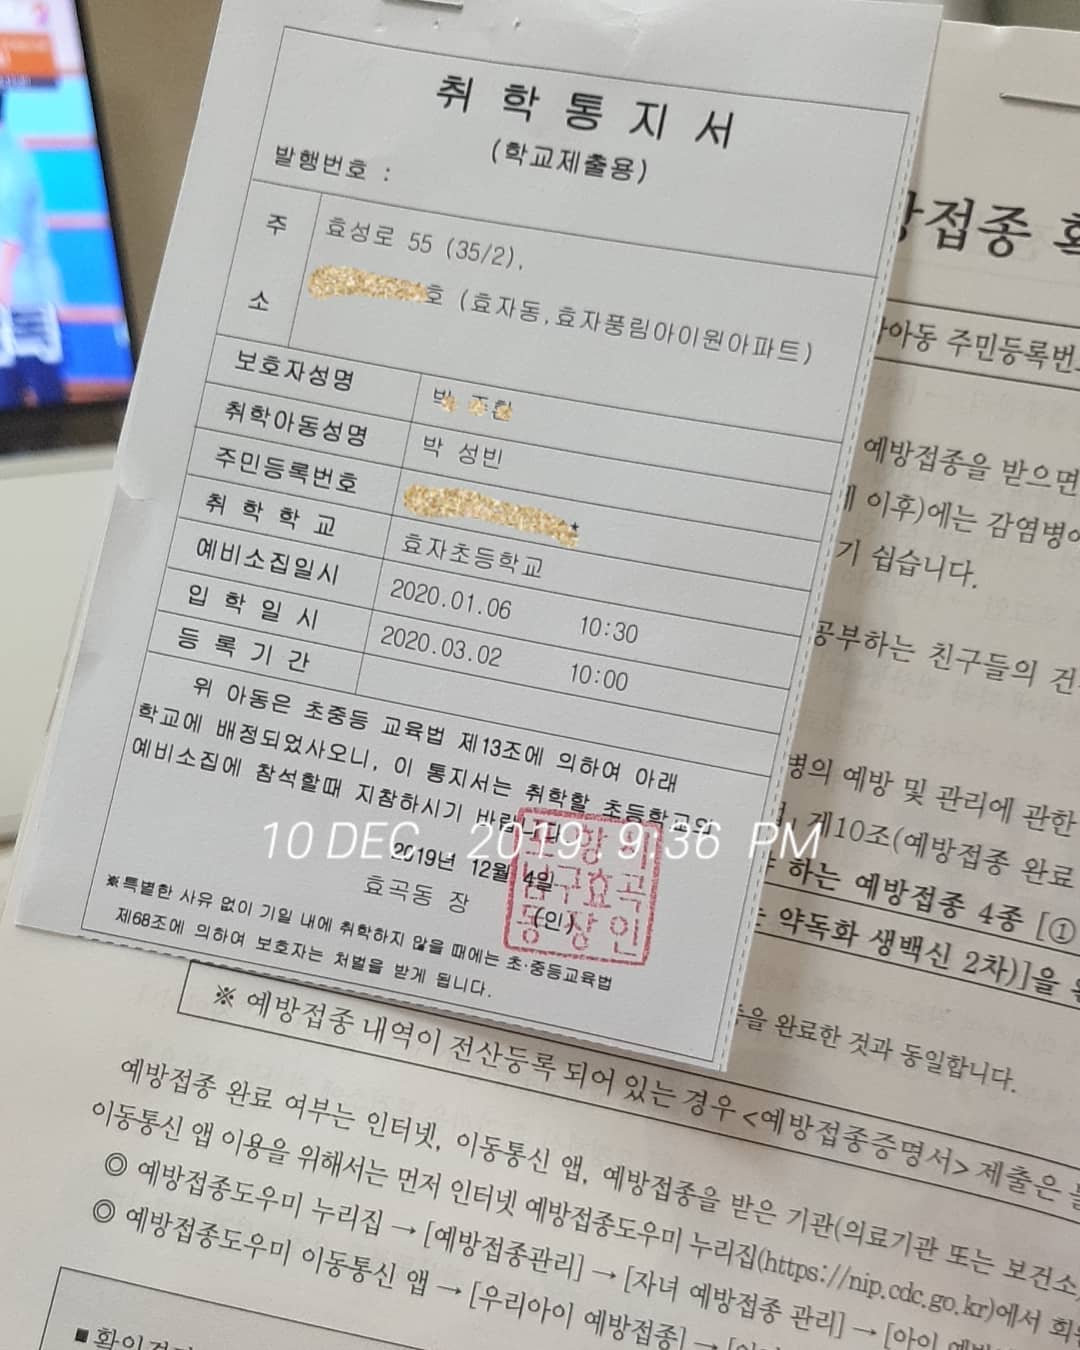 취 학 통 지 서
(학교제출용)
발행번호 :
주 소
효성로 55 (35/2),
호 (효자동,효자풍림아이원아파트)
보호자성명
박
취학아동성명 박 성빈
주민등록번호 *
취 학 학 교 효자초등학교
예비소집일시 2020.01.06 10:30
입 학 일 시 2020.03.02 10:00
등 록 기 간
위 아동은 초중등 교육법 제13조에 의하여 아래
학교에 배정되었사오니, 이 통지서는 취학할 초등학교의
예비소집에 참석할때 지참하시기 바랍니다
10 DEC. 2019. 9:36 PM
2019년 12월 4일
효곡동 장 (인)
포항시
남구효곡
동장인
※특별한 사유 없이 기일 내에 취학하지 않을 때에는 초·중등교육법
제68조에 의하여 보호자는 처벌을 받게 됩니다.
방접종
아동 주민등록번
예방접종을 받으면
이후)에는 감염병
기 쉽습니다.
공부하는 친구들의 건
병의 예방 및 관리에 관한
제10조(예방접종 완료
하는 예방접종 4종 [①
약독화 생백신 2차)]을
을 완료한 것과 동일합니다.
※ 예방접종 내역이 전산등록 되어 있는 경우 <예방접종증명서> 제출은
예방접종 완료 여부는 인터넷, 이동통신 앱, 예방접종을 받은 기관(의료기관 또는 보건소
이동통신 앱 이용을 위해서는 먼저 인터넷 예방접종도우미 누리집(https://nip.cdc.go.kr)에서 회
◎ 예방접종도우미 누리집 → [예방접종관리] → [자녀 예방접종 관리] → [아이 예방
◎ 예방접종도우미 이동통신 앱 → [우리아이 예방접종] →